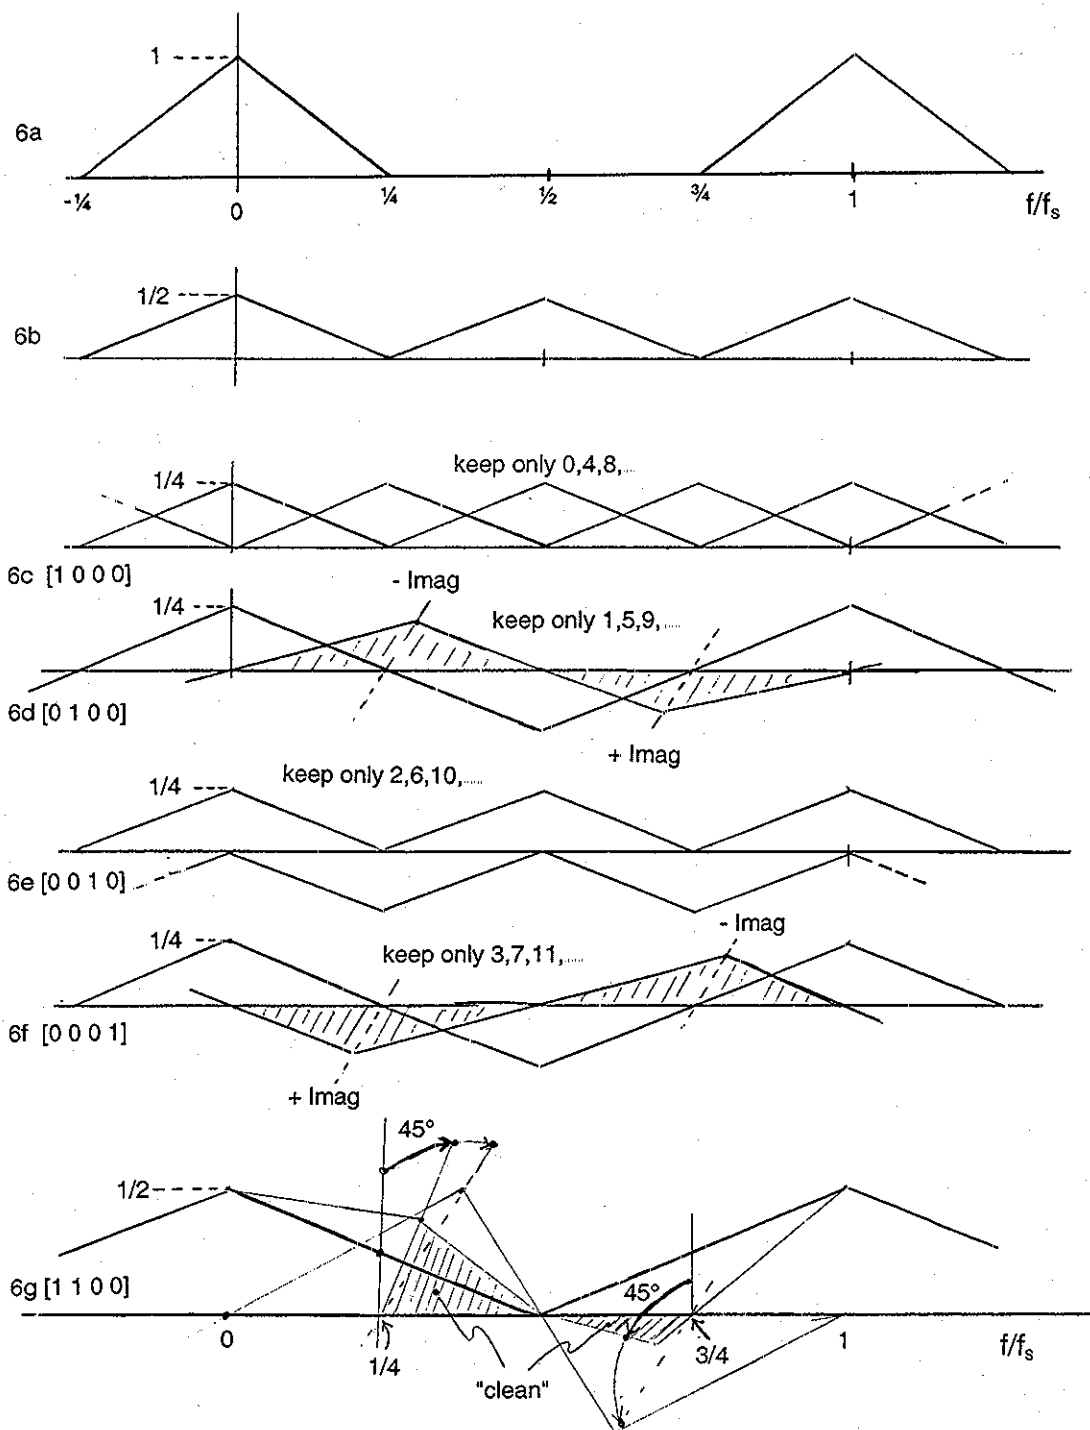 1
6a
-¼ 0 ¼ ½ ¾ 1 f/fs
1/2
6b
keep only 0,4,8,.....
1/4
6c [1 0 0 0]
- Imag
1/4
keep only 1,5,9,.....
6d [0 1 0 0]
+ Imag
keep only 2,6,10,......
1/4
6e [0 0 1 0]
- Imag
1/4
keep only 3,7,11,......
6f [0 0 0 1]
+ Imag
45°
1/2
6g [1 1 0 0]
45°
0 1/4 3/4 1 f/fs
"clean"